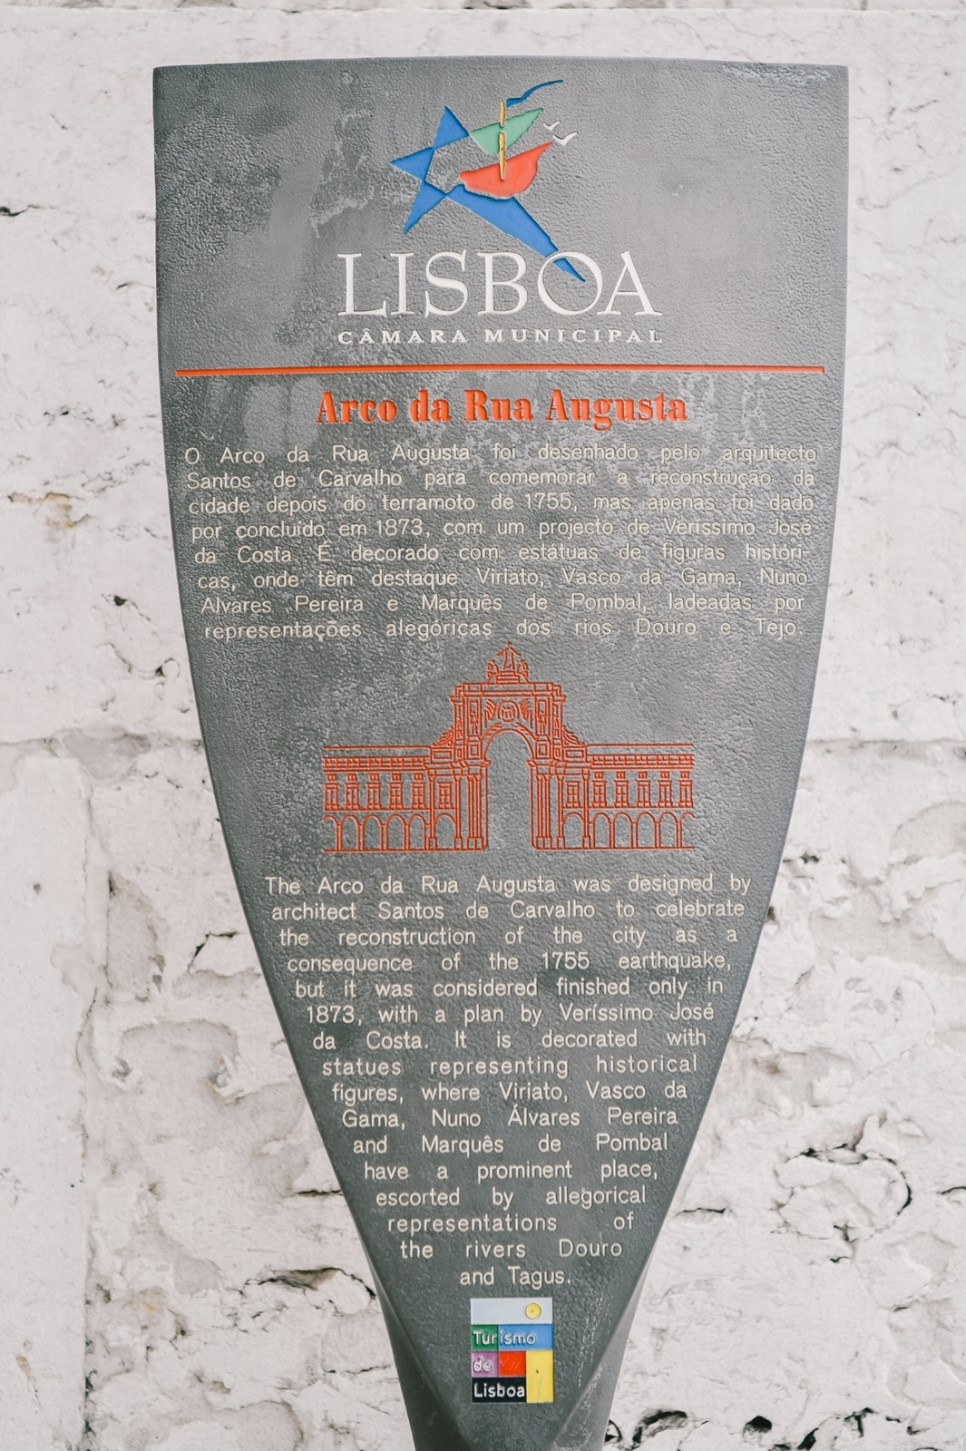 LISBOA
CÂMARA MUNICIPAL
Arco da Rua Augusta
O Arco da Rua Augusta foi desenhado pelo arquitecto
Santos de Carvalho para comemorar a reconstrução da
cidade depois do terramoto de 1755, mas apenas foi dado
por concluído em 1873, com um projecto de Veríssimo José
da Costa. É decorado com estátuas de figuras históri-
cas, onde têm destaque Viriato, Vasco da Gama, Nuno
Álvares Pereira e Marquês de Pombal, ladeadas por
representações alegóricas dos rios Douro e Tejo.
The Arco da Rua Augusta was designed by
architect Santos de Carvalho to celebrate
the reconstruction of the city as a
consequence of the 1755 earthquake,
but it was considered finished only in
1873, with a plan by Veríssimo José
da Costa. It is decorated with
statues representing historical
figures, where Viriato, Vasco da
Gama, Nuno Álvares Pereira
and Marquês de Pombal
have a prominent place,
escorted by allegorical
representations of
the rivers Douro
and Tagus.
Turismo
de
Lisboa